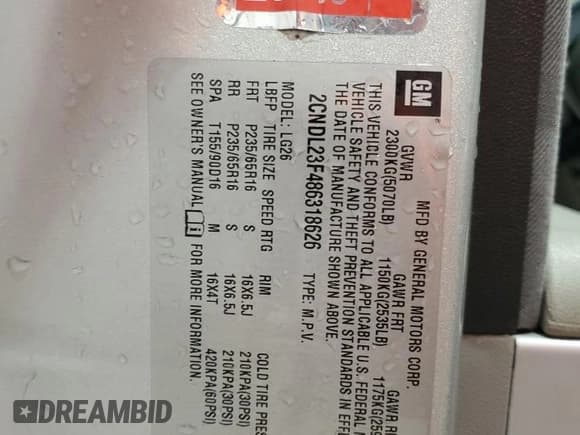 GM
MFD BY GENERAL MOTORS CORP.
GVWR GAWR FRT GAWR
2300KG(5070LB) 1150KG(2535LB) 1175KG
THIS VEHICLE CONFORMS TO ALL APPLICABLE U.S. FEDERAL
VEHICLE SAFETY AND THEFT PREVENTION STANDARDS IN
THE DATE OF MANUFACTURE SHOWN ABOVE.
2CNDL23F486318626 TYPE: M.P.V.
MODEL: LG26
LBFP TIRE SIZE SPEED RTG RIM COLD TIRE
FRT P235/65R16 S 16X6.5J 210KPA(30PSI)
RR P235/65R16 S 16X6.5J 210KPA(30PSI)
SPA T155/90D16 M 16X4T 420KPA(60PSI)
SEE OWNER'S MANUAL FOR MORE INFORMATION.
DREAMBID